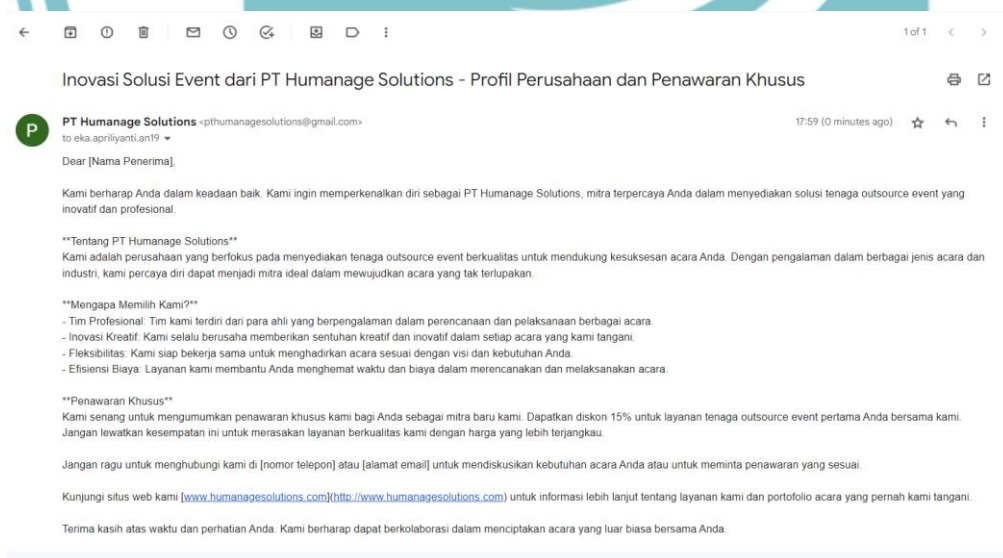 1 of 1
Inovasi Solusi Event dari PT Humanage Solutions - Profil Perusahaan dan Penawaran Khusus
P
PT Humanage Solutions <pthumanagesolutions@gmail.com>
17:59 (0 minutes ago)
to eka.apriliyanti.an19
Dear [Nama Penerima],
Kami berharap Anda dalam keadaan baik. Kami ingin memperkenalkan diri sebagai PT Humanage Solutions, mitra terpercaya Anda dalam menyediakan solusi tenaga outsource event yang
inovatif dan profesional.
**Tentang PT Humanage Solutions**
Kami adalah perusahaan yang berfokus pada menyediakan tenaga outsource event berkualitas untuk mendukung kesuksesan acara Anda. Dengan pengalaman dalam berbagai jenis acara dan
industri, kami percaya diri dapat menjadi mitra ideal dalam mewujudkan acara yang tak terlupakan.
**Mengapa Memilih Kami?**
- Tim Profesional: Tim kami terdiri dari para ahli yang berpengalaman dalam perencanaan dan pelaksanaan berbagai acara.
- Inovasi Kreatif: Kami selalu berusaha memberikan sentuhan kreatif dan inovatif dalam setiap acara yang kami tangani.
- Fleksibilitas: Kami siap bekerja sama untuk menghadirkan acara sesuai dengan visi dan kebutuhan Anda.
- Efisiensi Biaya: Layanan kami membantu Anda menghemat waktu dan biaya dalam merencanakan dan melaksanakan acara.
**Penawaran Khusus**
Kami senang untuk mengumumkan penawaran khusus kami bagi Anda sebagai mitra baru kami. Dapatkan diskon 15% untuk layanan tenaga outsource event pertama Anda bersama kami.
Jangan lewatkan kesempatan ini untuk merasakan layanan berkualitas kami dengan harga yang lebih terjangkau.
Jangan ragu untuk menghubungi kami di [nomor telepon] atau [alamat email] untuk mendiskusikan kebutuhan acara Anda atau untuk meminta penawaran yang sesuai.
Kunjungi situs web kami [www.humanagesolutions.com](http://www.humanagesolutions.com) untuk informasi lebih lanjut tentang layanan kami dan portofolio acara yang pernah kami tangani.
Terima kasih atas waktu dan perhatian Anda. Kami berharap dapat berkolaborasi dalam menciptakan acara yang luar biasa bersama Anda.